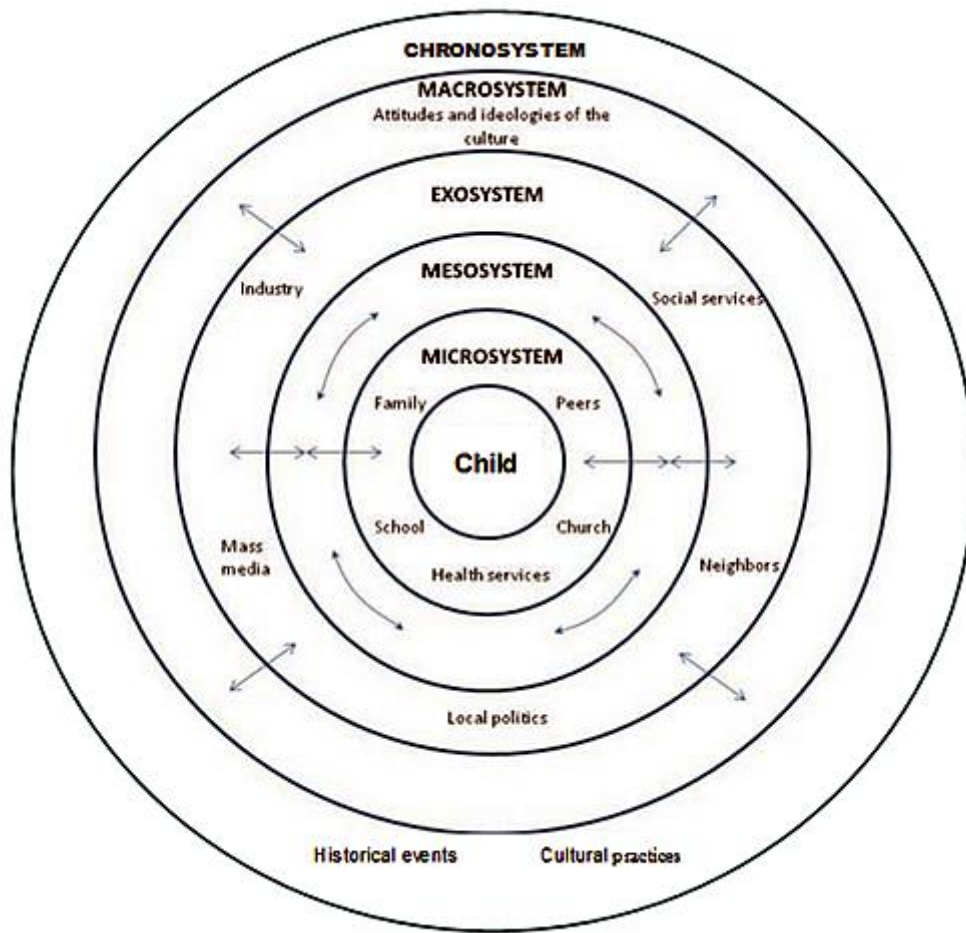 CHRONOSYSTEM
MACROSYSTEM
Attitudes and ideologies of the
culture
EXOSYSTEM
MESOSYSTEM
Industry
Social services
MICROSYSTEM
Family
Peers
Child
School
Church
Mass
media
Neighbors
Health services
Local politics
Historical events
Cultural practices